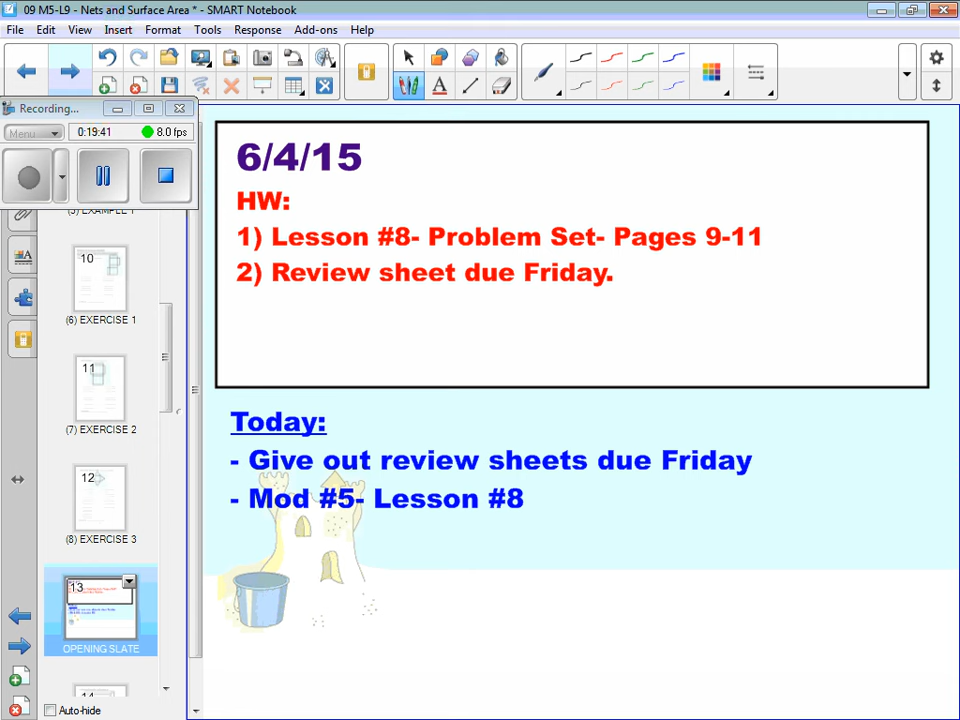 09 M5-L9 - Nets and Surface Area * - SMART Notebook
File Edit View Insert Format Tools Response Add-ons Help
Recording...
Menu 0:19:41 8.0 fps
(5) EXAMPLE 1
10
(6) EXERCISE 1
11
(7) EXERCISE 2
12
(8) EXERCISE 3
13
OPENING SLATE
14
Auto-hide
6/4/15
HW:
1) Lesson #8- Problem Set- Pages 9-11
2) Review sheet due Friday.
Today:
- Give out review sheets due Friday
- Mod #5- Lesson #8